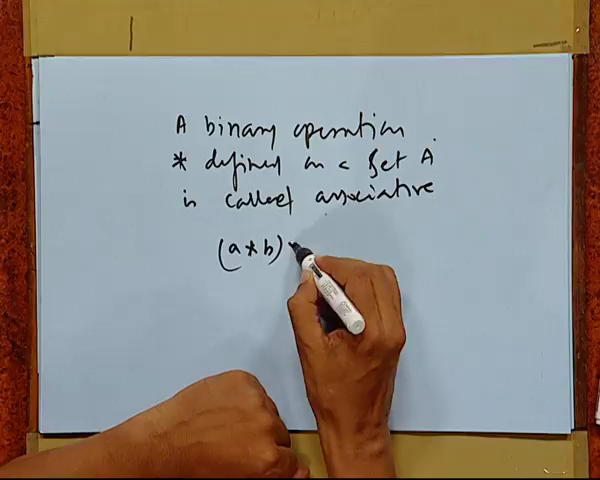 A binary operation
* defined on a set A
is called associative
(a * b)